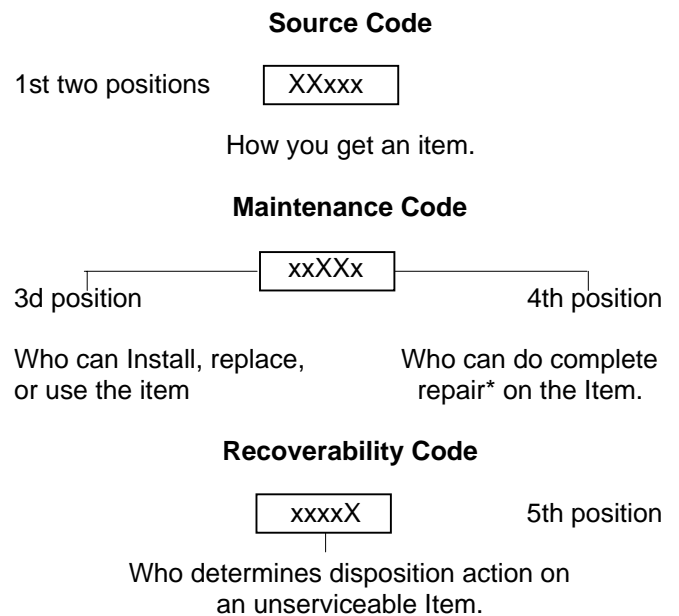 Source Code
1st two positions XXxxx
How you get an item.
Maintenance Code
xxXXx
3d position 4th position
Who can Install, replace, Who can do complete
or use the item repair* on the Item.
Recoverability Code
xxxxX 5th position
Who determines disposition action on
an unserviceable Item.